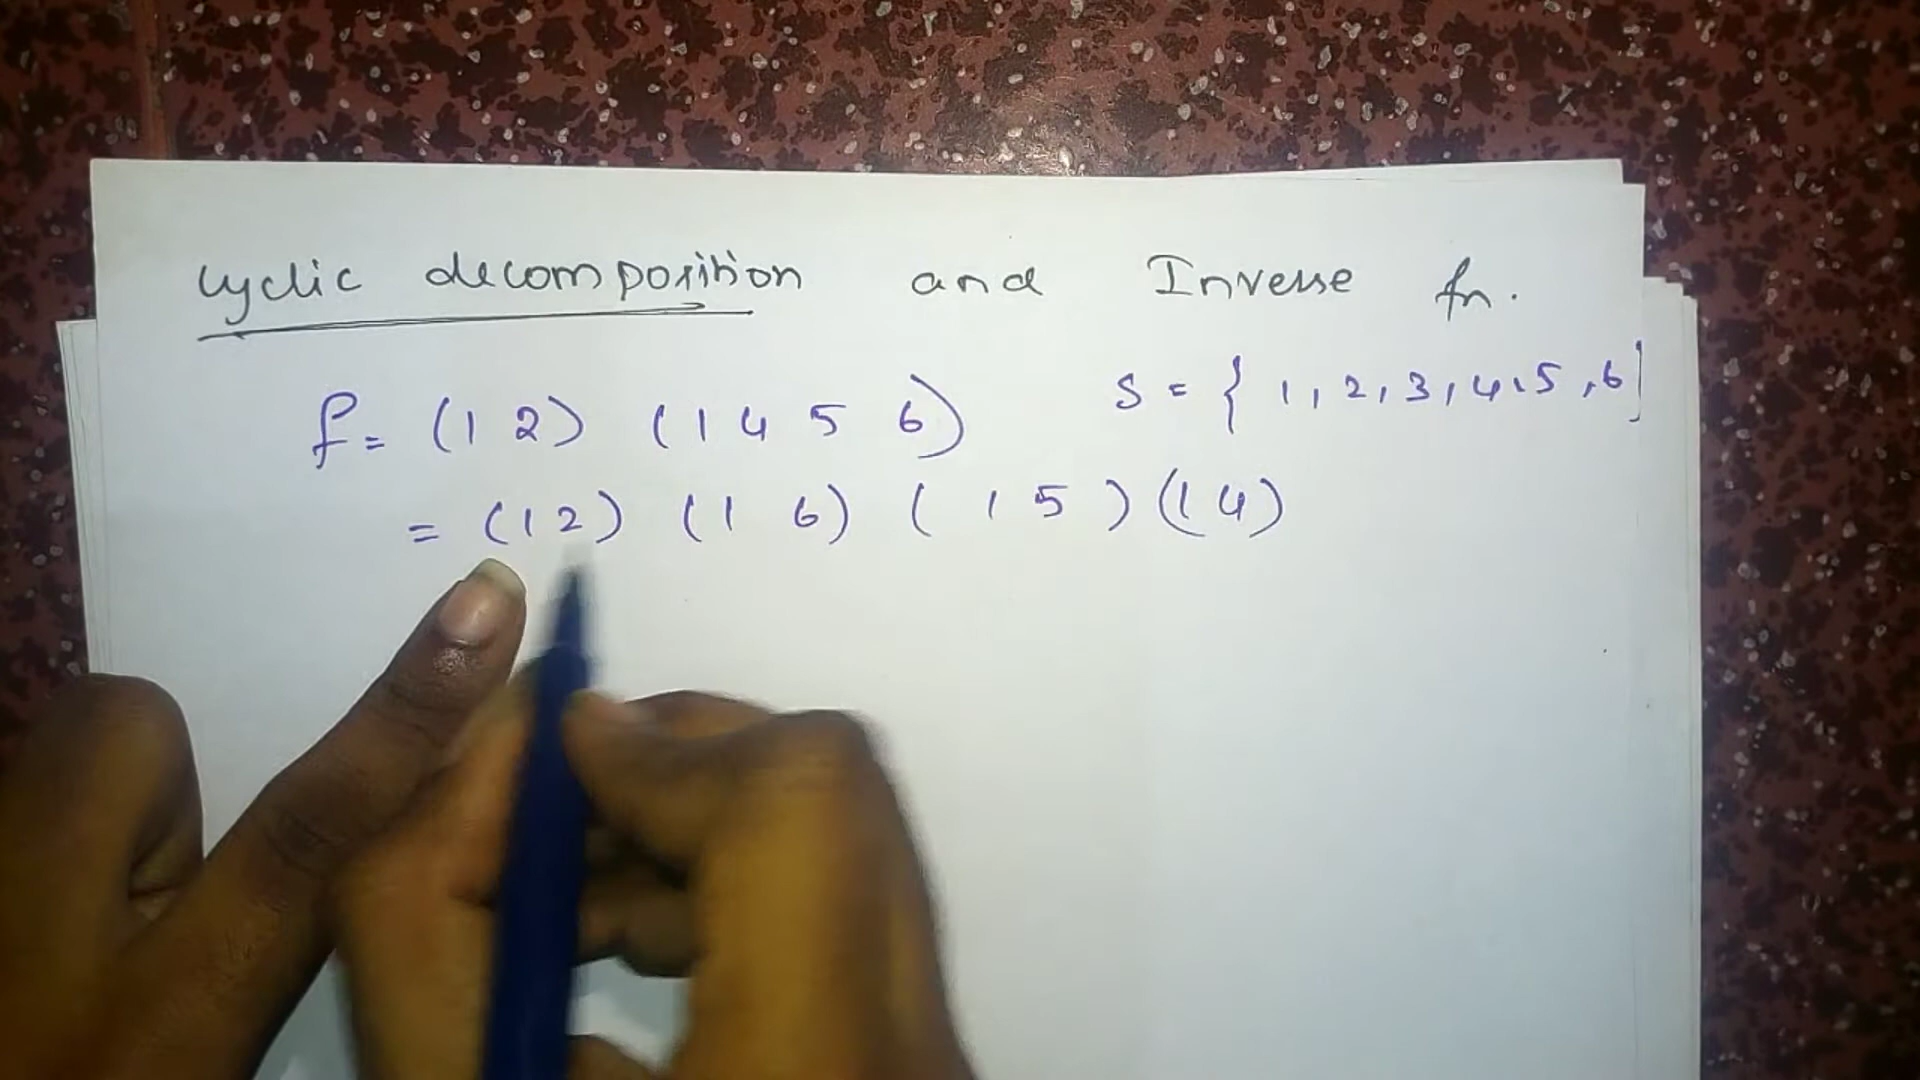 cyclic decomposition and Inverse fn.
S = { 1, 2, 3, 4, 5, 6 }
f = (1 2) (1 4 5 6)
= (1 2) (1 6) (1 5) (1 4)